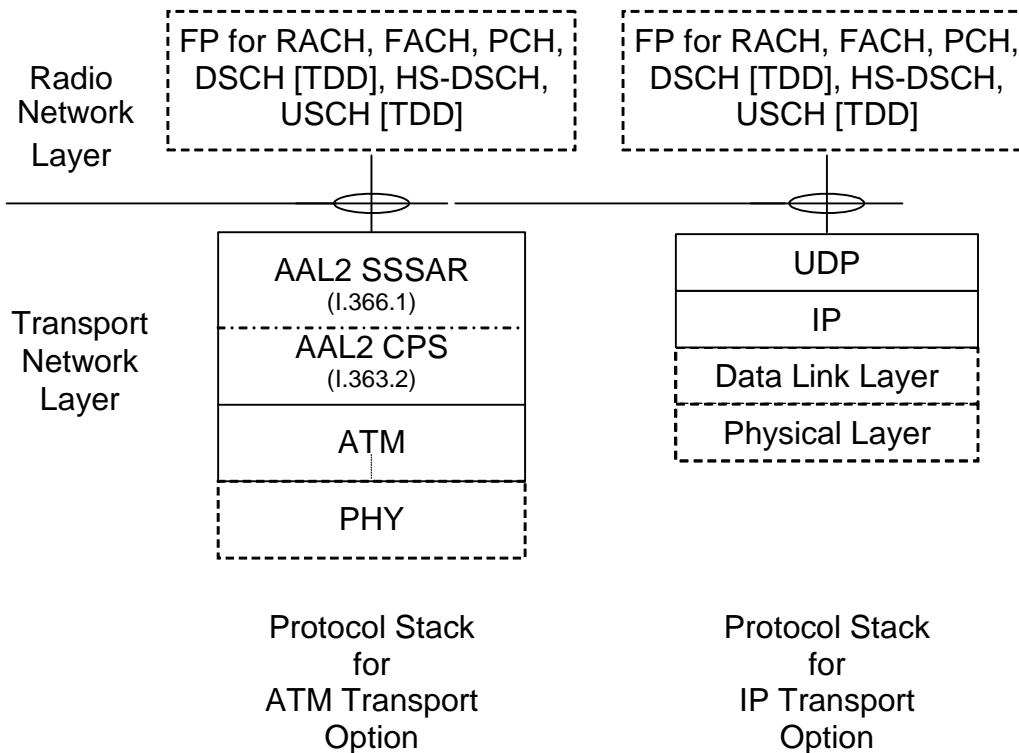 FP for RACH, FACH, PCH,
DSCH [TDD], HS-DSCH,
USCH [TDD]
FP for RACH, FACH, PCH,
DSCH [TDD], HS-DSCH,
USCH [TDD]
Radio
Network
Layer
Transport
Network
Layer
AAL2 SSSAR
(I.366.1)
AAL2 CPS
(I.363.2)
ATM
PHY
UDP
IP
Data Link Layer
Physical Layer
Protocol Stack
for
ATM Transport
Option
Protocol Stack
for
IP Transport
Option